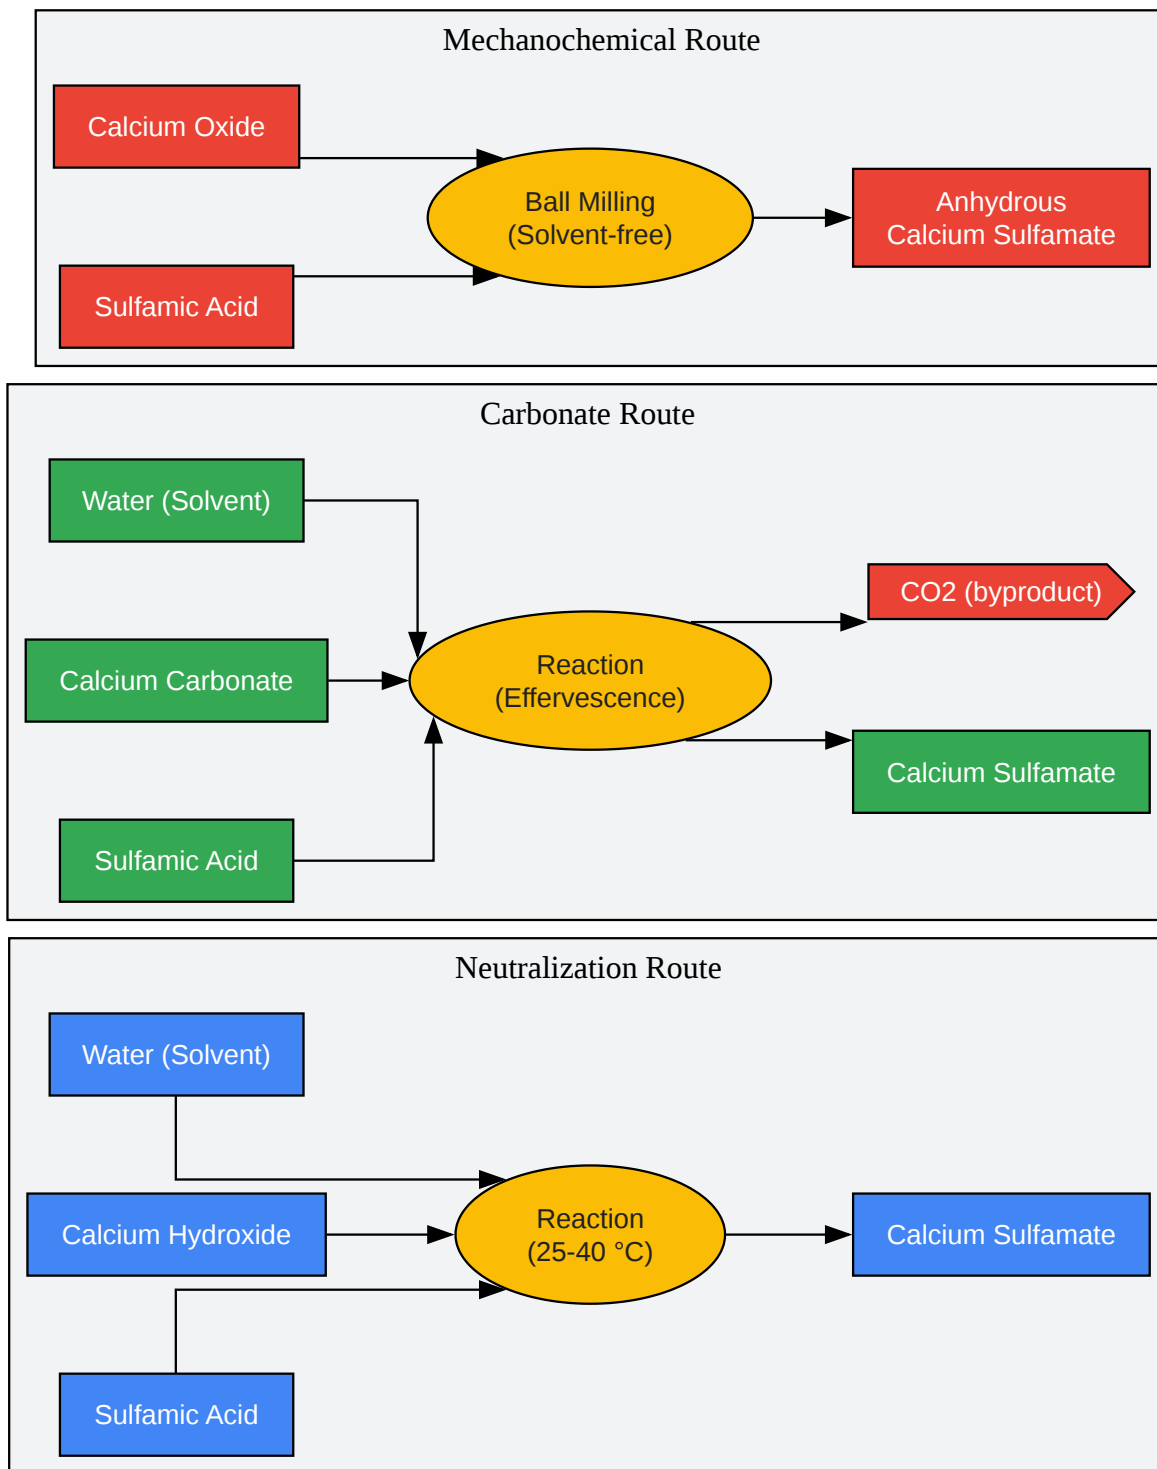 Mechanochemical Route
Calcium Oxide
Sulfamic Acid
Ball Milling
(Solvent-free)
Anhydrous
Calcium Sulfamate
Carbonate Route
Water (Solvent)
Calcium Carbonate
Sulfamic Acid
Reaction
(Effervescence)
CO2 (byproduct)
Calcium Sulfamate
Neutralization Route
Water (Solvent)
Calcium Hydroxide
Sulfamic Acid
Reaction
(25-40 °C)
Calcium Sulfamate